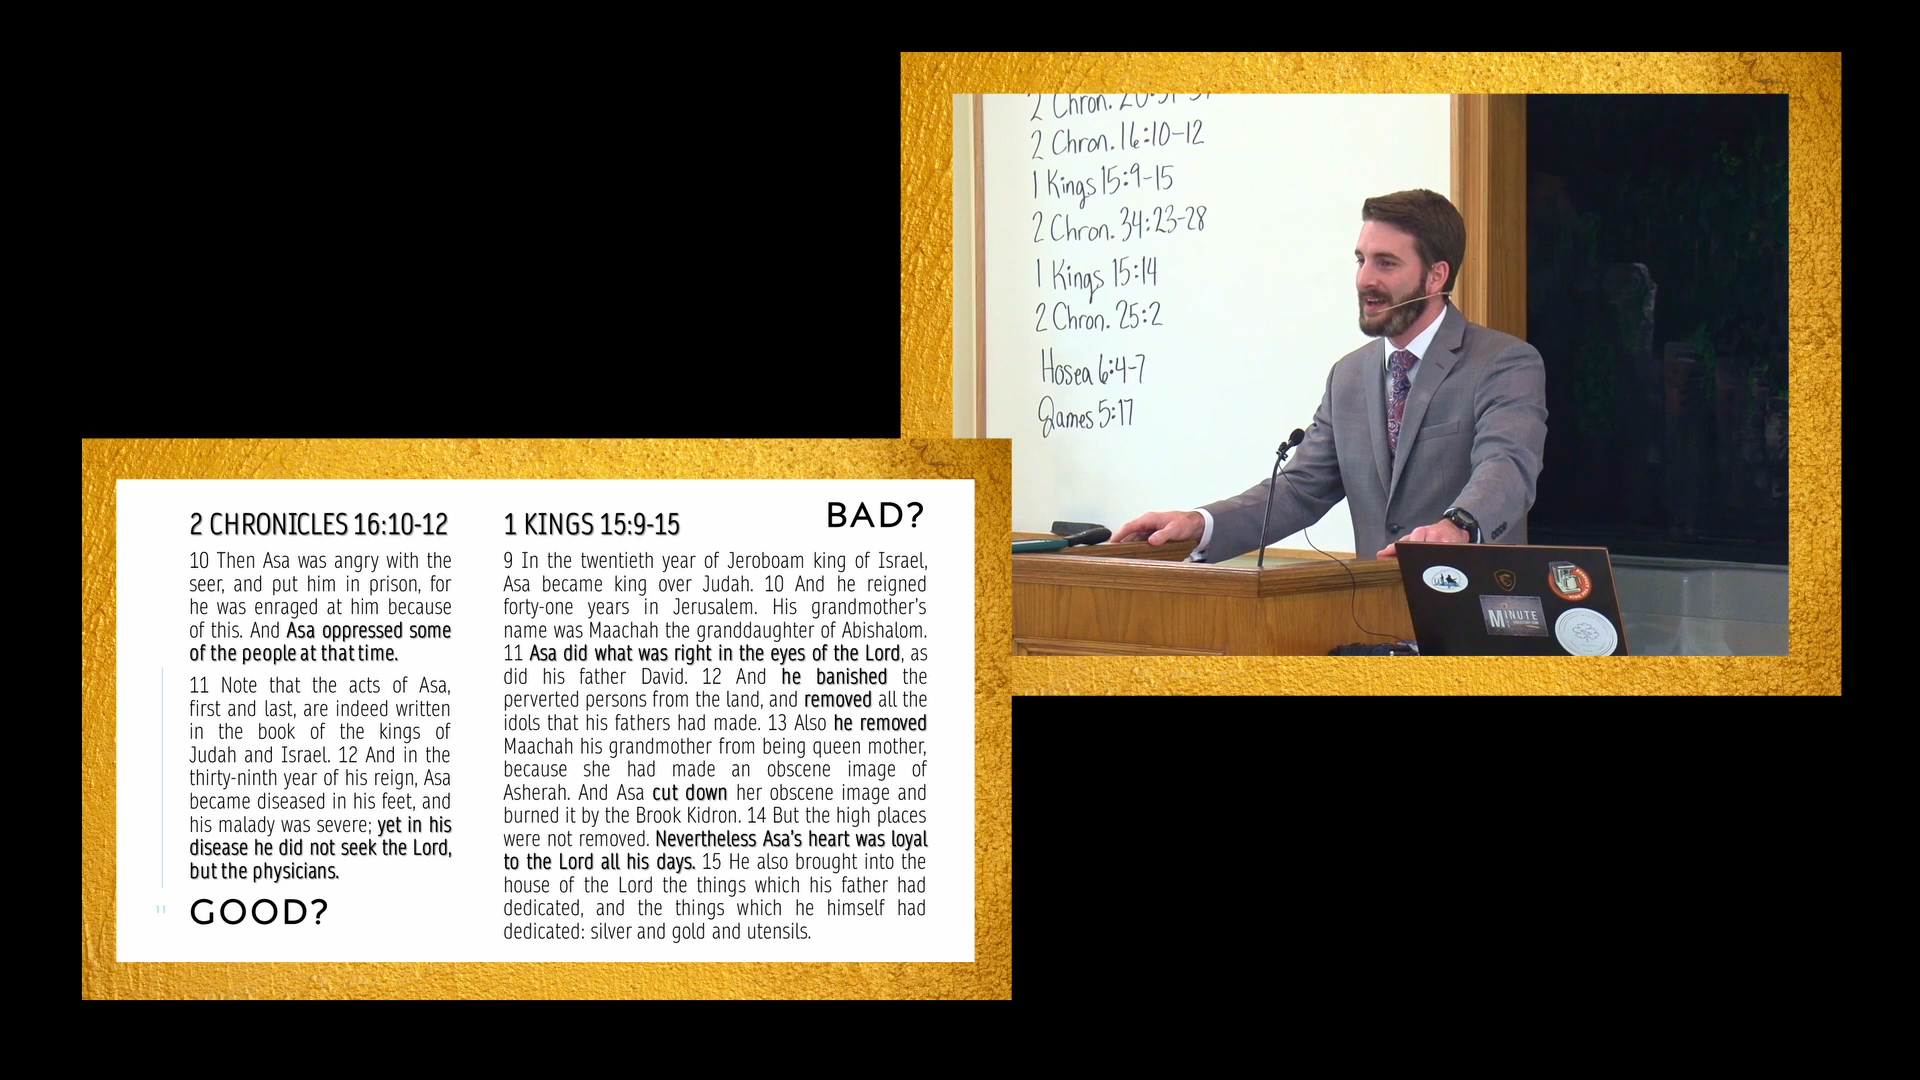 2 Chron. 20:31-37
2 Chron. 16:10-12
1 Kings 15:9-15
2 Chron. 34:23-28
1 Kings 15:14
2 Chron. 25:2
Hosea 6:4-7
James 5:17
MINUTE
2 CHRONICLES 16:10-12
10 Then Asa was angry with the
seer, and put him in prison, for
he was enraged at him because
of this. And Asa oppressed some
of the people at that time.
11 Note that the acts of Asa,
first and last, are indeed written
in the book of the kings of
Judah and Israel. 12 And in the
thirty-ninth year of his reign, Asa
became diseased in his feet, and
his malady was severe; yet in his
disease he did not seek the Lord,
but the physicians.
GOOD?
1 KINGS 15:9-15
BAD?
9 In the twentieth year of Jeroboam king of Israel,
Asa became king over Judah. 10 And he reigned
forty-one years in Jerusalem. His grandmother's
name was Maachah the granddaughter of Abishalom.
11 Asa did what was right in the eyes of the Lord, as
did his father David. 12 And he banished the
perverted persons from the land, and removed all the
idols that his fathers had made. 13 Also he removed
Maachah his grandmother from being queen mother,
because she had made an obscene image of
Asherah. And Asa cut down her obscene image and
burned it by the Brook Kidron. 14 But the high places
were not removed. Nevertheless Asa's heart was loyal
to the Lord all his days. 15 He also brought into the
house of the Lord the things which his father had
dedicated, and the things which he himself had
dedicated: silver and gold and utensils.